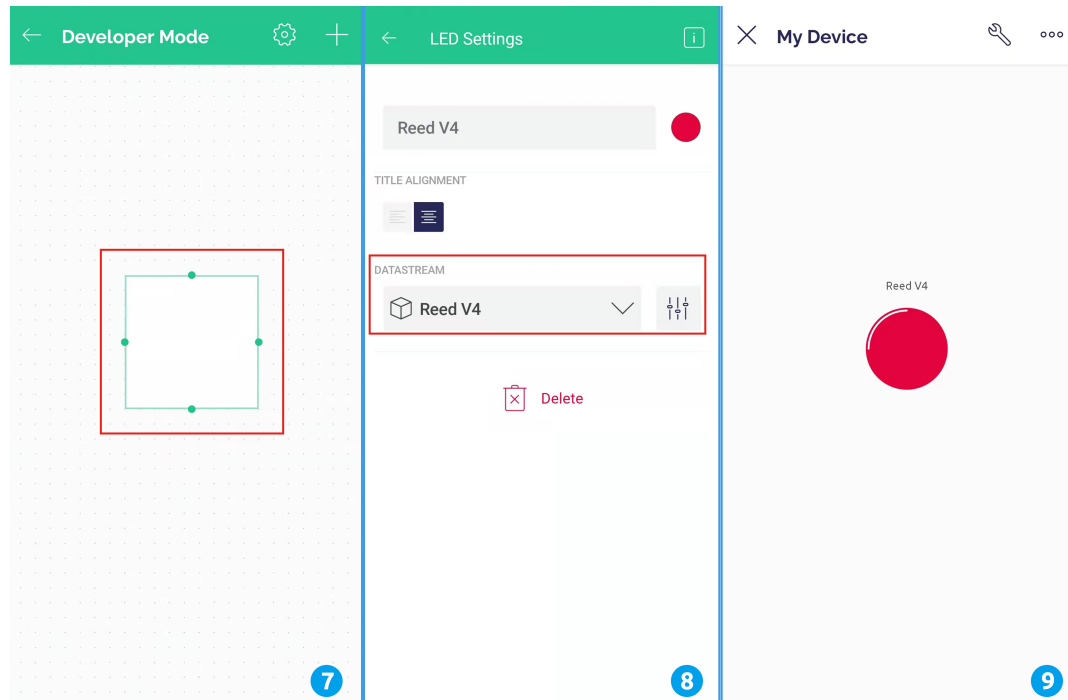 Developer Mode
7
LED Settings
i
Reed V4
TITLE ALIGNMENT
DATASTREAM
Reed V4
Delete
8
My Device
Reed V4
9